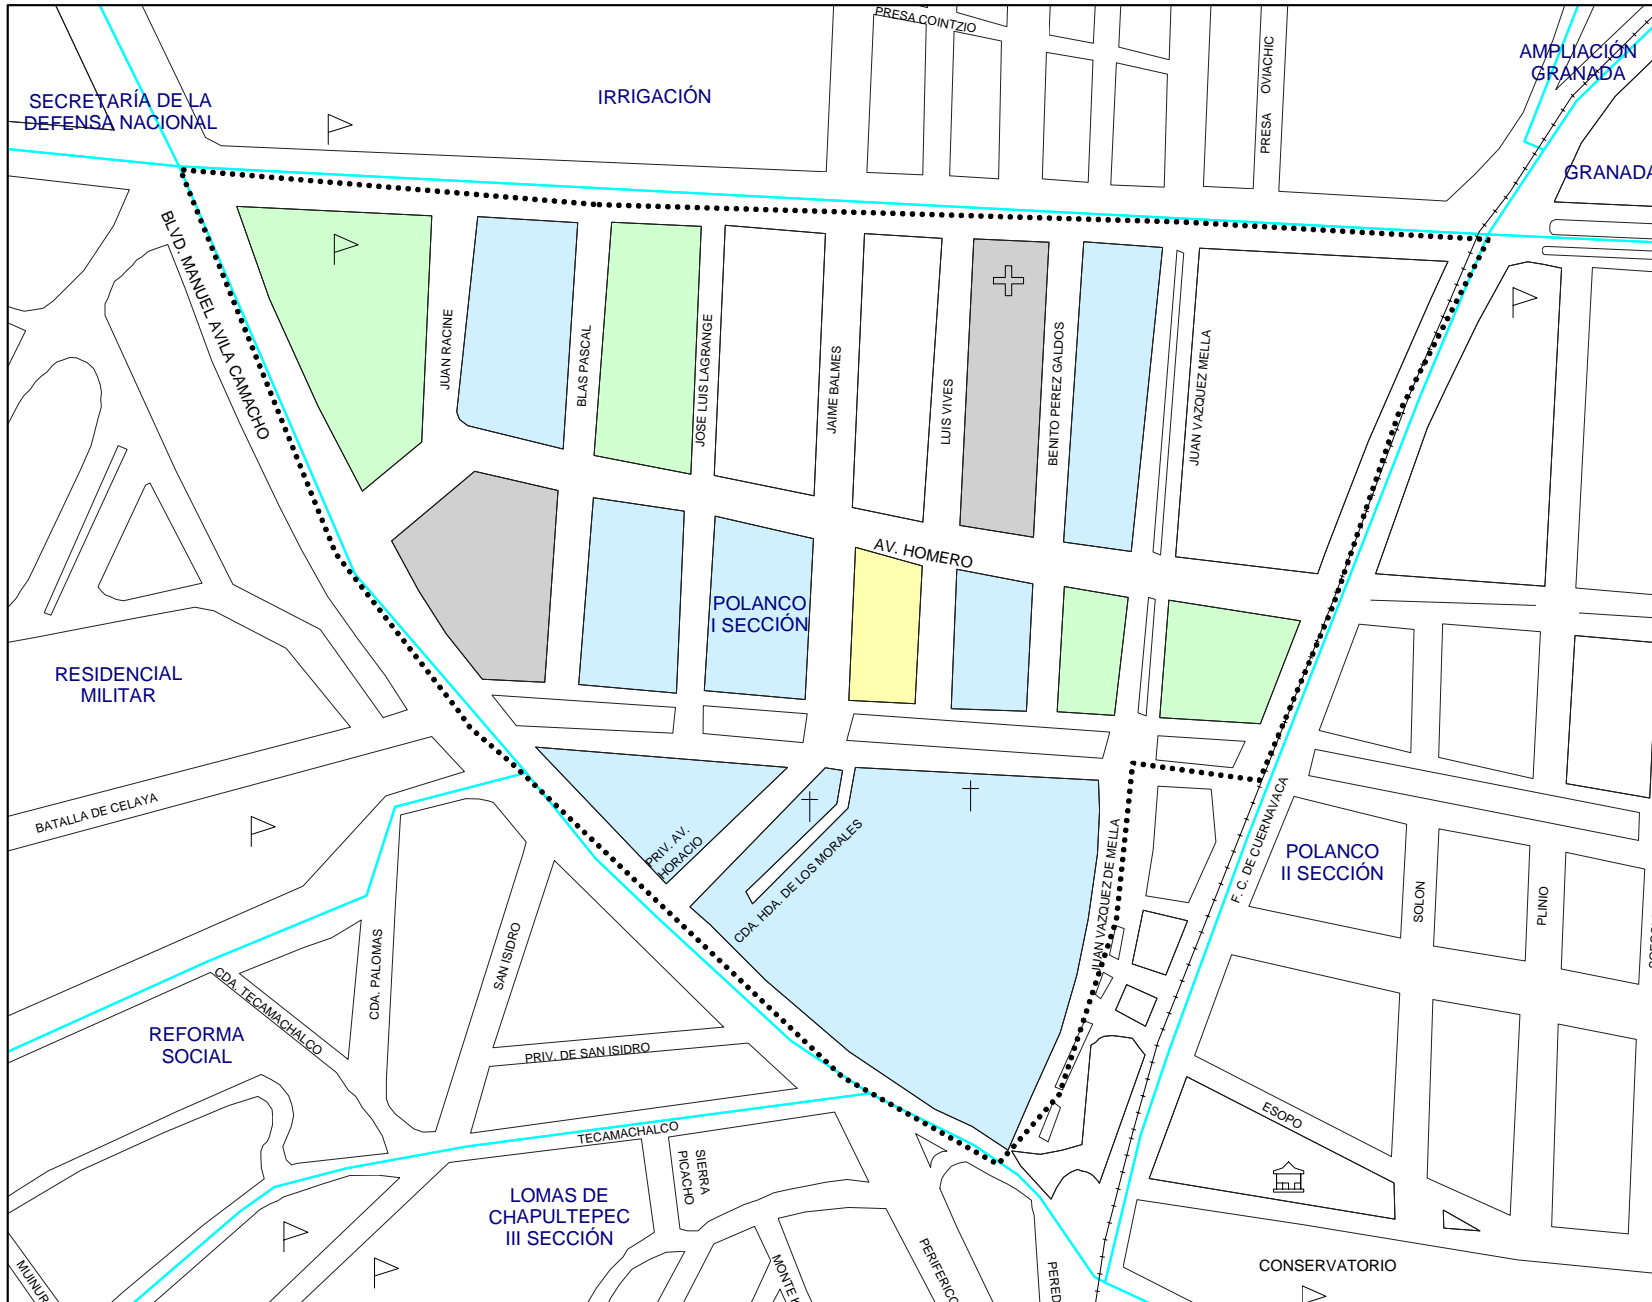 PRESA COINTZIO
PRESA OVIACHIC
AMPLIACIÓN
GRANADA
SECRETARÍA DE LA
DEFENSA NACIONAL
IRRIGACIÓN
GRANADA
BLVD. MANUEL AVILA CAMACHO
JUAN RACINE
BLAS PASCAL
JOSE LUIS LAGRANGE
JAIME BALMES
LUIS VIVES
BENITO PEREZ GALDOS
JUAN VAZQUEZ MELLA
AV. HOMERO
POLANCO
I SECCIÓN
RESIDENCIAL
MILITAR
BATALLA DE CELAYA
PRIV. AV.
HORACIO
CDA. HDA. DE LOS MORALES
JUAN VAZQUEZ DE MELLA
F. C. DE CUERNAVACA
POLANCO
II SECCIÓN
SOLON
PLINIO
CDA. PALOMAS
SAN ISIDRO
CDA. TECAMACHALCO
REFORMA
SOCIAL
PRIV. DE SAN ISIDRO
TECAMACHALCO
ESOPO
SIERRA
PICACHO
LOMAS DE
CHAPULTEPEC
III SECCIÓN
MONTE
PERIFERICO
PERED
CONSERVATORIO
MUINUR